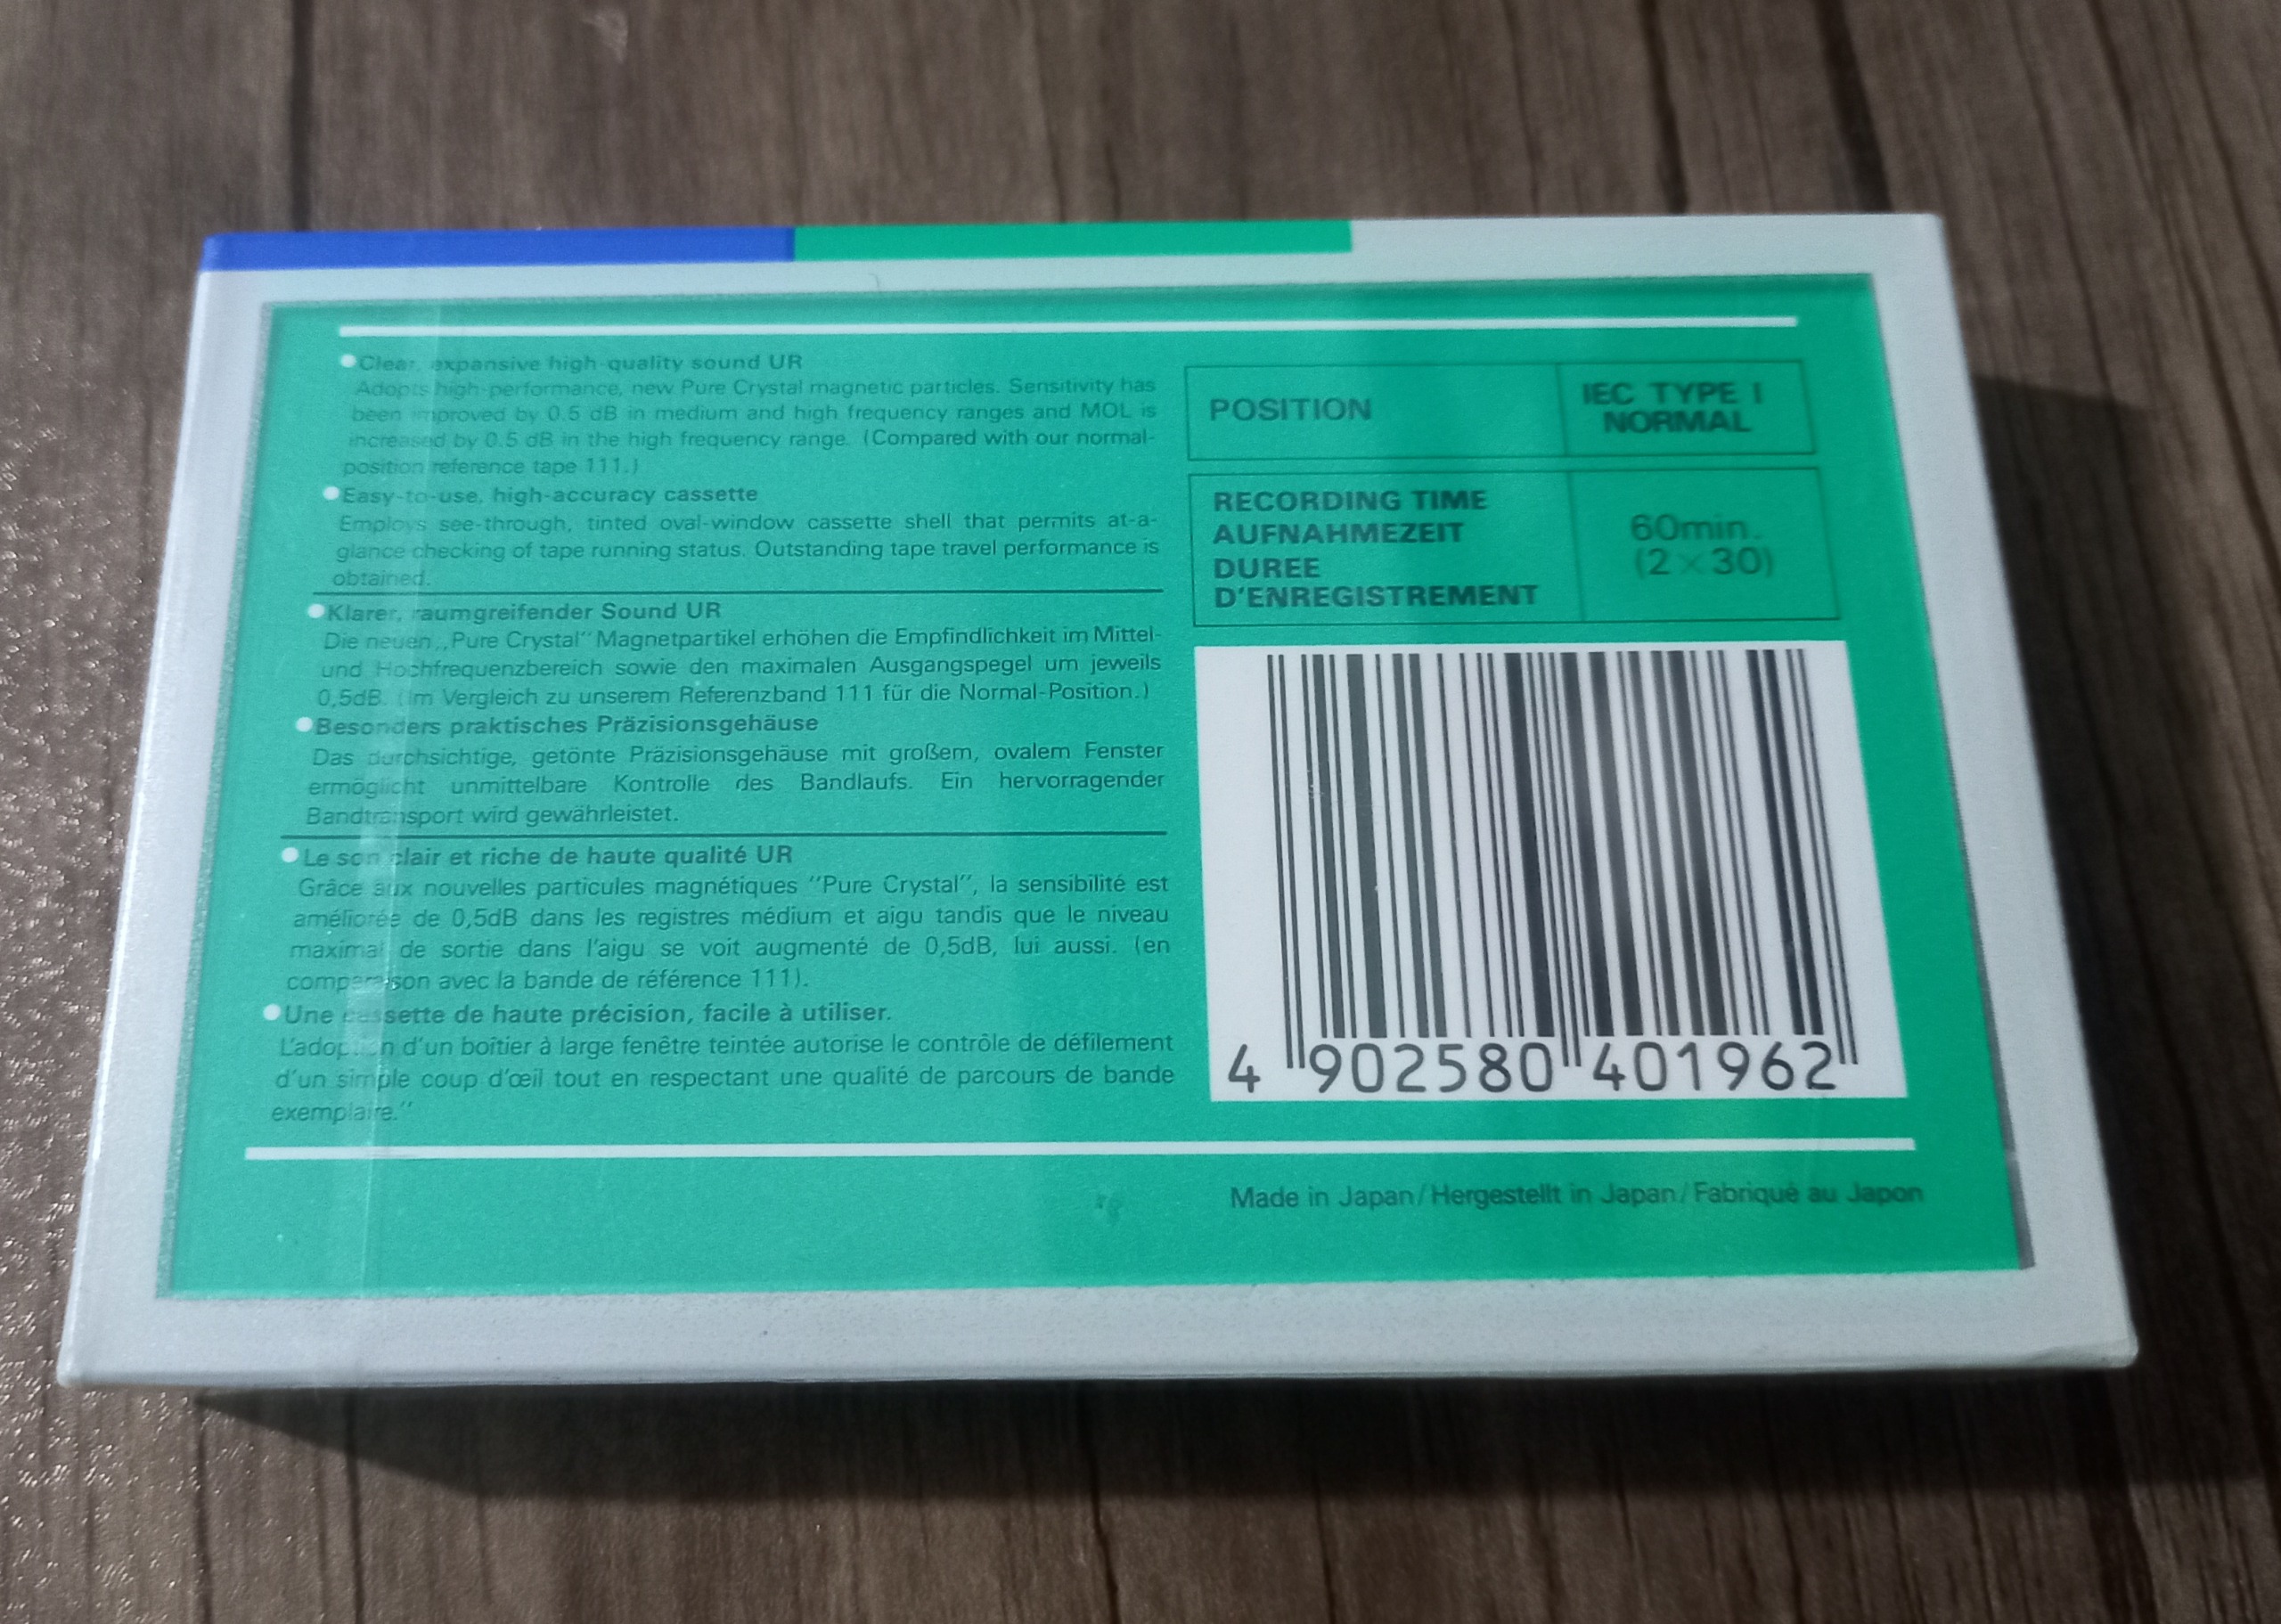 ●Clear, expansive high-quality sound UR
Adopts high-performance, new Pure Crystal magnetic particles. Sensitivity has
been improved by 0.5 dB in medium and high frequency ranges and MOL is
increased by 0.5 dB in the high frequency range. (Compared with our normal-
position reference tape 111.)
●Easy-to-use, high-accuracy cassette
Employs see-through, tinted oval-window cassette shell that permits at-a-
glance checking of tape running status. Outstanding tape travel performance is
obtained.
●Klarer, raumgreifender Sound UR
Die neuen „Pure Crystal“ Magnetpartikel erhöhen die Empfindlichkeit im Mittel-
und Hochfrequenzbereich sowie den maximalen Ausgangspegel um jeweils
0,5dB. (Im Vergleich zu unserem Referenzband 111 für die Normal-Position.)
●Besonders praktisches Präzisionsgehäuse
Das durchsichtige, getönte Präzisionsgehäuse mit großem, ovalem Fenster
ermöglicht unmittelbare Kontrolle des Bandlaufs. Ein hervorragender
Bandtransport wird gewährleistet.
●Le son clair et riche de haute qualité UR
Grâce aux nouvelles particules magnétiques "Pure Crystal", la sensibilité est
améliorée de 0,5dB dans les registres médium et aigu tandis que le niveau
maximal de sortie dans l'aigu se voit augmenté de 0,5dB, lui aussi. (en
comparaison avec la bande de référence 111).
●Une cassette de haute précision, facile à utiliser.
L'adoption d'un boîtier à large fenêtre teintée autorise le contrôle de défilement
d'un simple coup d'œil tout en respectant une qualité de parcours de bande
exemplaire."
POSITION
IEC TYPE I
NORMAL
RECORDING TIME
AUFNAHMEZEIT
DUREE
D'ENREGISTREMENT
60min.
(2×30)
4 902580 401962
Made in Japan/Hergestellt in Japan/Fabriqué au Japon